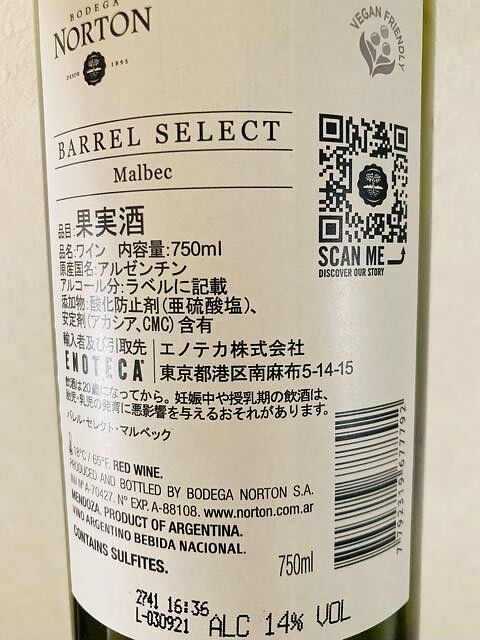 BODEGA
NORTON
DESDE 1895
VEGAN FRIENDLY
BARREL SELECT
Malbec
SCAN ME
DISCOVER OUR STORY
品目:果実酒
品名:ワイン 内容量:750ml
原産国名:アルゼンチン
アルコール分:ラベルに記載
添加物:酸化防止剤(亜硫酸塩)、
安定剤(アカシア、CMC)含有
輸入者及び引取先
ENOTECA
エノテカ株式会社
東京都港区南麻布5-14-15
飲酒は20歳になってから。妊娠中や授乳期の飲酒は、
胎児・乳児の発育に悪影響を与えるおそれがあります。
バレル・セレクト・マルベック
18°C / 65°F. RED WINE.
PRODUCED AND BOTTLED BY BODEGA NORTON S.A.
INV Nº A-70427. N° EXP. A-88108. www.norton.com.ar
MENDOZA. PRODUCT OF ARGENTINA.
VINO ARGENTINO BEBIDA NACIONAL.
CONTAINS SULFITES.
750ml
7792319677792
2741 16:36
L-030921 ALC 14% VOL